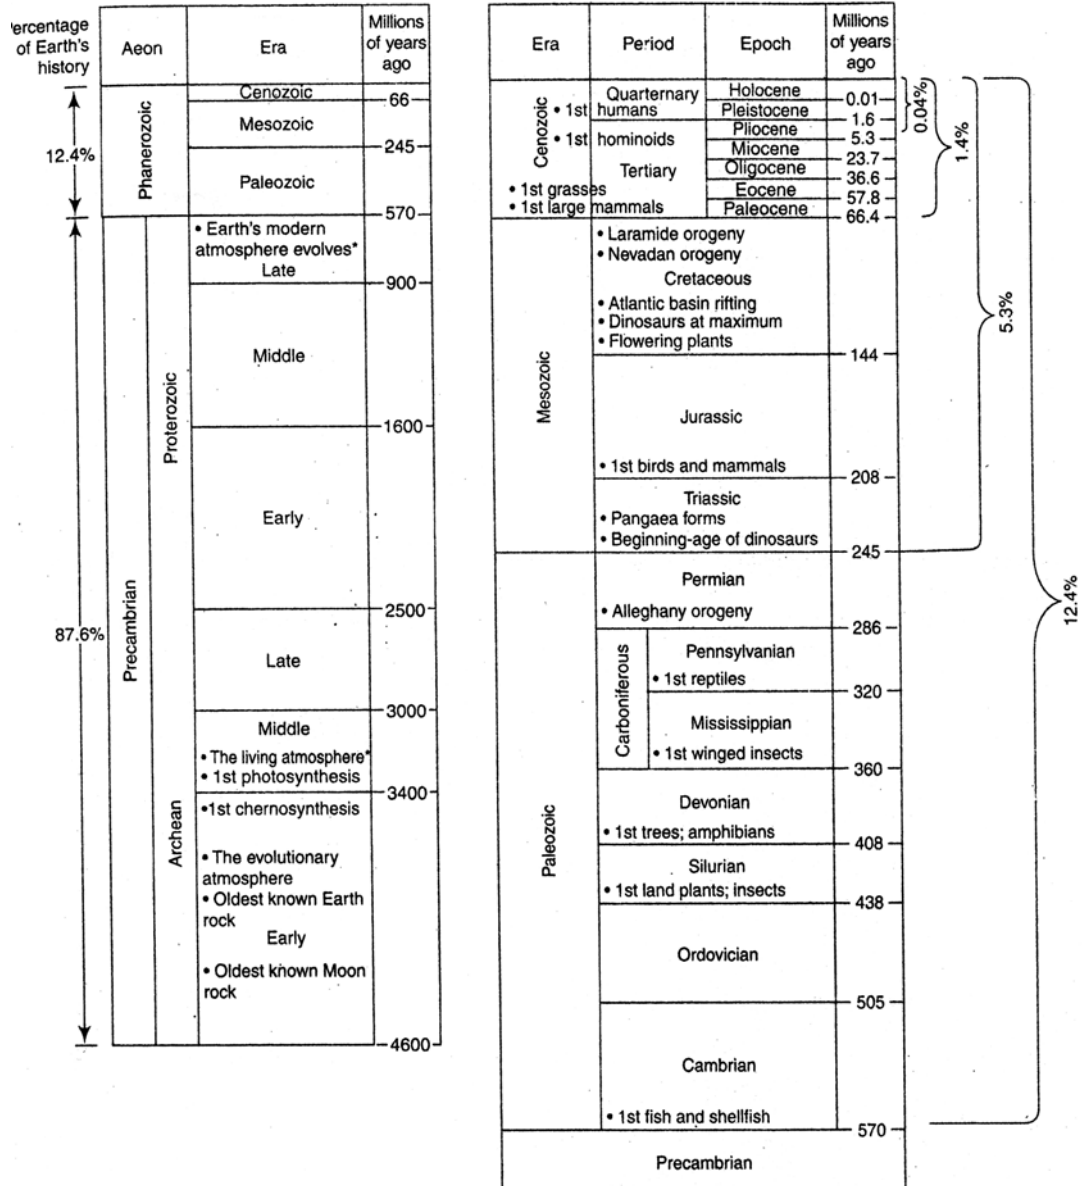 ercentage
of Earth's
history
Aeon
Era
Millions
of years
ago
12.4%
87.6%
Phanerozoic
Cenozoic
66
Mesozoic
245
Paleozoic
570
Precambrian
Proterozoic
• Earth's modern
atmosphere evolves*
Late
900
Middle
1600
Early
2500
Archean
Late
3000
Middle
• The living atmosphere*
• 1st photosynthesis
3400
•1st chernosynthesis
• The evolutionary
atmosphere
• Oldest known Earth
rock
Early
• Oldest known Moon
rock
4600
Era
Period
Epoch
Millions
of years
ago
Cenozoic
Quarternary
• 1st humans
Holocene
0.01
Pleistocene
1.6
• 1st hominoids
Tertiary
• 1st grasses
• 1st large mammals
Pliocene
5.3
Miocene
23.7
Oligocene
36.6
Eocene
57.8
Paleocene
66.4
Mesozoic
• Laramide orogeny
• Nevadan orogeny
Cretaceous
• Atlantic basin rifting
• Dinosaurs at maximum
• Flowering plants
144
Jurassic
• 1st birds and mammals
208
Triassic
• Pangaea forms
• Beginning-age of dinosaurs
245
Paleozoic
Permian
• Alleghany orogeny
286
Carboniferous
Pennsylvanian
• 1st reptiles
320
Mississippian
• 1st winged insects
360
Devonian
• 1st trees; amphibians
408
Silurian
• 1st land plants; insects
438
Ordovician
505
Cambrian
• 1st fish and shellfish
570
Precambrian
0.04%
1.4%
5.3%
12.4%